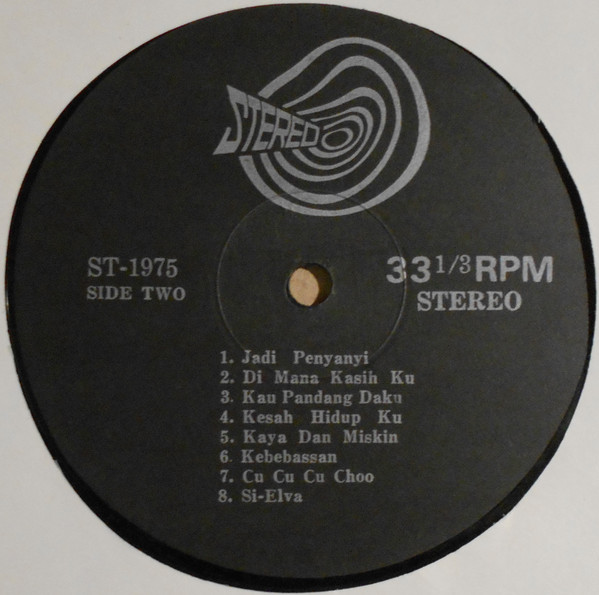 STEREO
ST-1975
SIDE TWO
33 1/3 RPM
STEREO
1. Jadi Penyanyi
2. Di Mana Kasih Ku
3. Kau Pandang Daku
4. Kesah Hidup Ku
5. Kaya Dan Miskin
6. Kebebassan
7. Cu Cu Cu Choo
8. Si-Elva